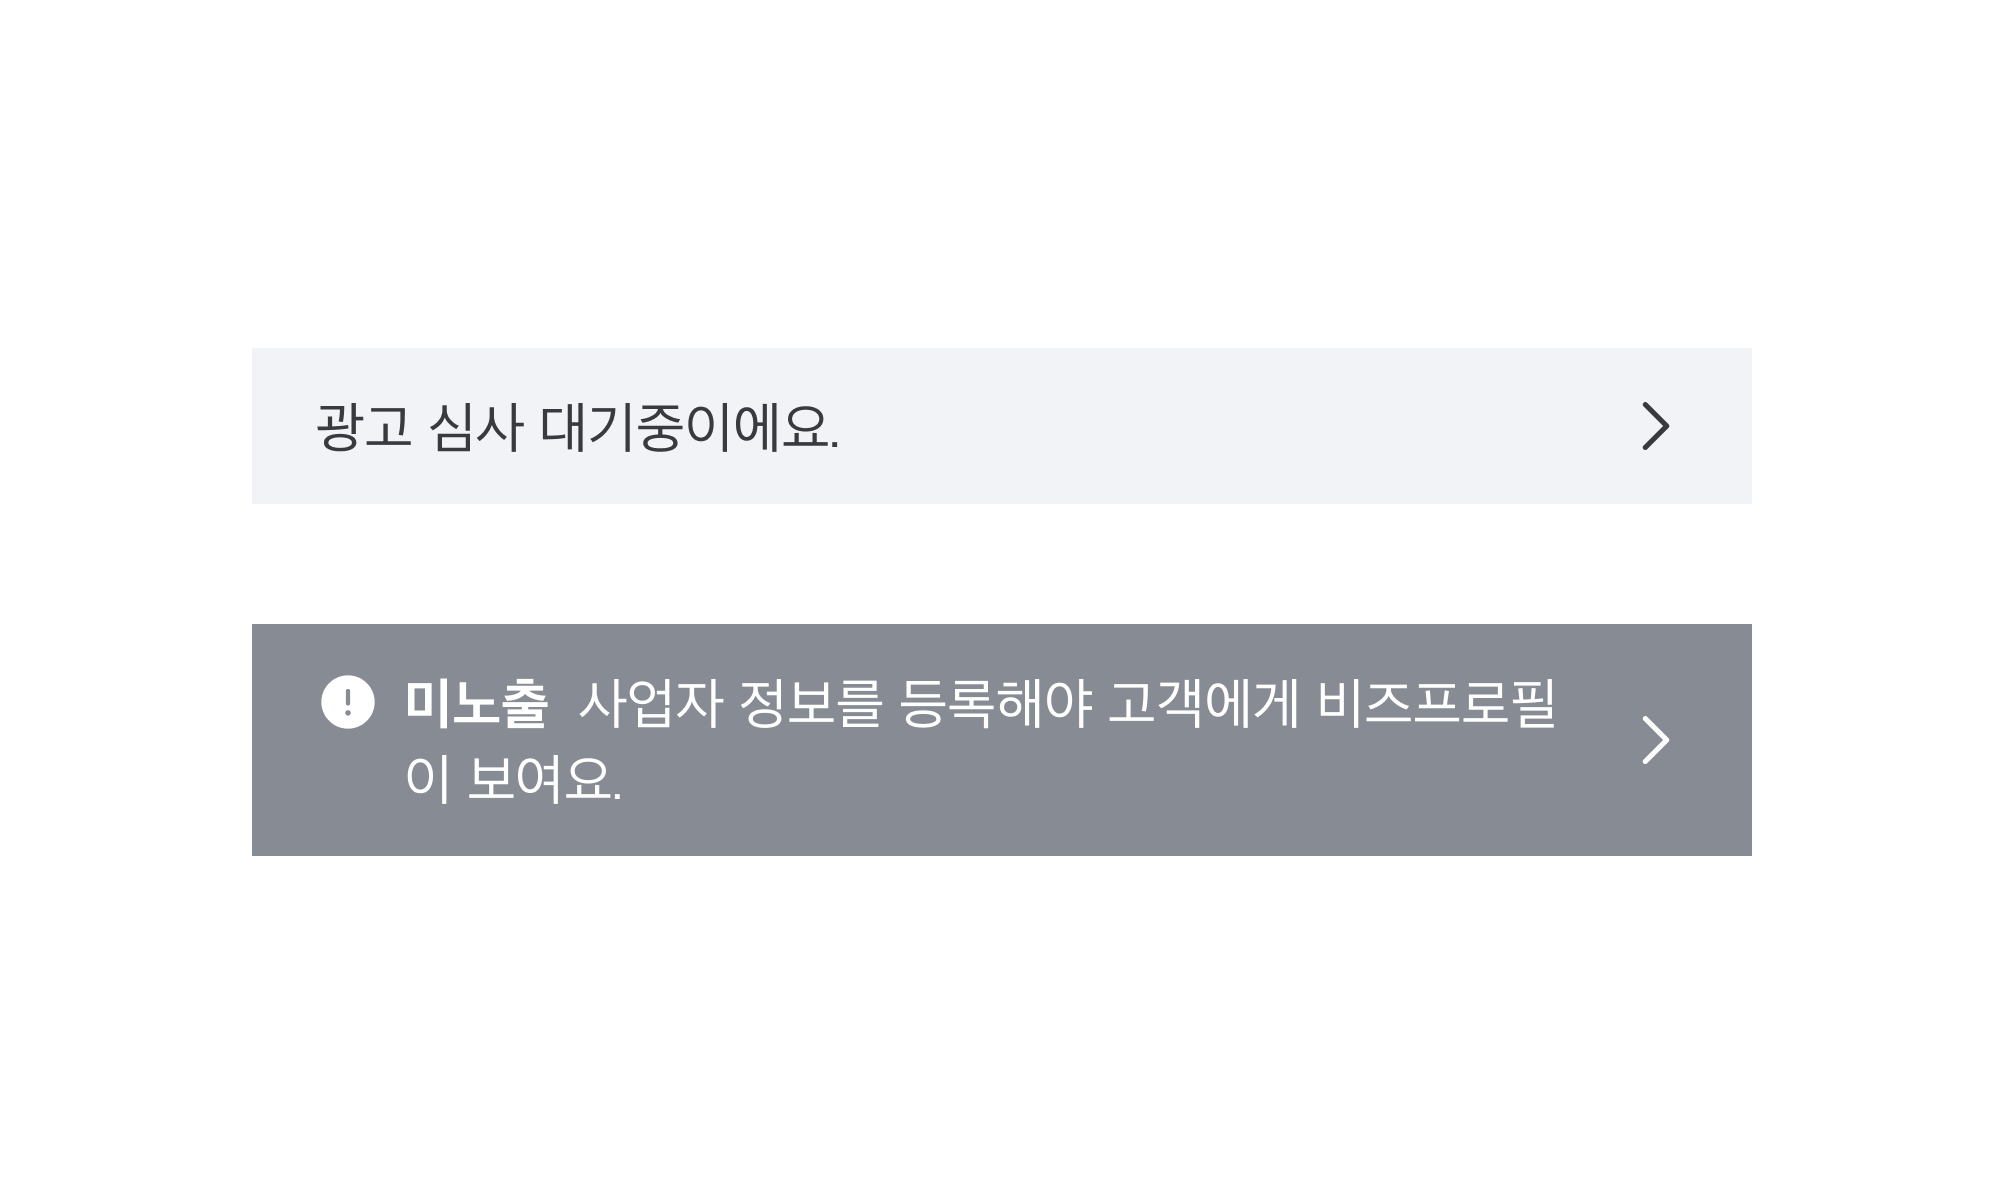 광고 심사 대기중이에요.
미노출 사업자 정보를 등록해야 고객에게 비즈프로필
이 보여요.